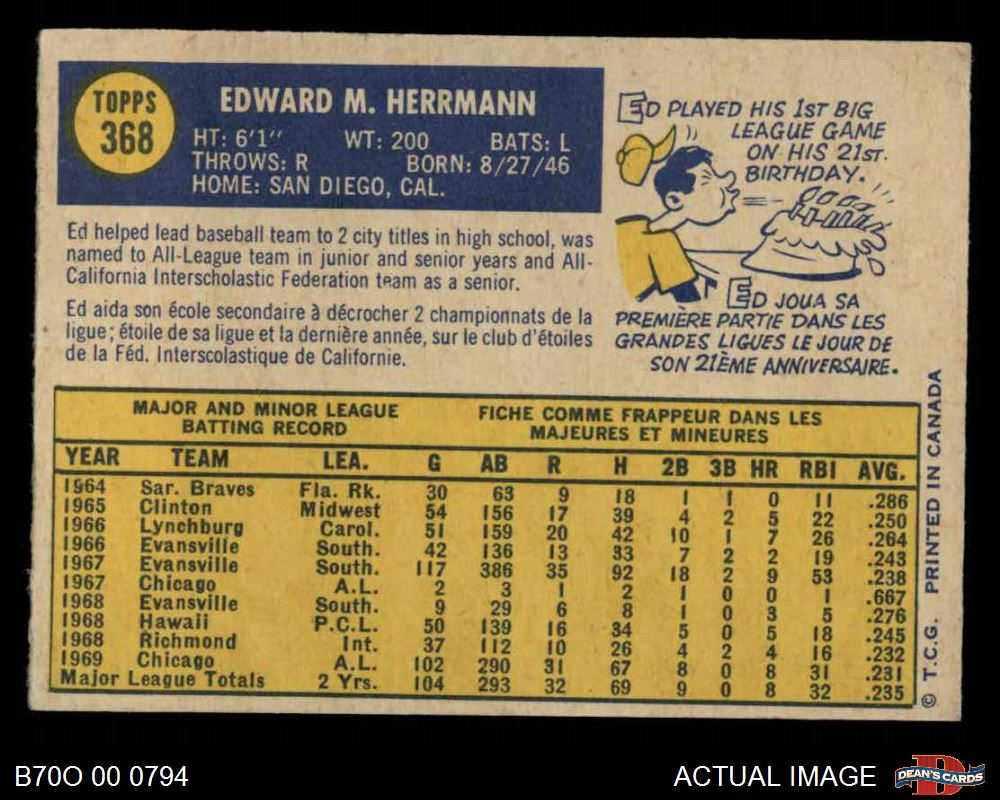 TOPPS
368
EDWARD M. HERRMANN
HT: 6'1" WT: 200 BATS: L
THROWS: R BORN: 8/27/46
HOME: SAN DIEGO, CAL.
ED PLAYED HIS 1ST BIG
LEAGUE GAME
ON HIS 21ST.
BIRTHDAY.
Ed helped lead baseball team to 2 city titles in high school, was
named to All-League team in junior and senior years and All-
California Interscholastic Federation team as a senior.
Ed aida son école secondaire à décrocher 2 championnats de la
ligue; étoile de sa ligue et la dernière année, sur le club d'étoiles
de la Féd. Interscolastique de Californie.
ED JOUA SA
PREMIÈRE PARTIE DANS LES
GRANDES LIGUES LE JOUR DE
SON 21ÈME ANNIVERSAIRE.
MAJOR AND MINOR LEAGUE
BATTING RECORD
FICHE COMME FRAPPEUR DANS LES
MAJEURES ET MINEURES
YEAR TEAM LEA. G AB R H 2B 3B HR RBI AVG.
1964 Sar. Braves Fla. Rk. 30 63 9 18 1 1 0 11 .286
1965 Clinton Midwest 54 156 17 39 4 2 5 22 .250
1966 Lynchburg Carol. 51 159 20 42 10 1 7 26 .264
1966 Evansville South. 42 136 13 33 7 2 2 19 .243
1967 Evansville South. 117 386 35 92 18 2 9 53 .238
1967 Chicago A.L. 2 3 1 2 1 0 0 1 .667
1968 Evansville South. 9 29 6 8 1 0 3 5 .276
1968 Hawaii P.C.L. 50 139 16 34 5 0 5 18 .245
1968 Richmond Int. 37 112 10 26 4 2 4 16 .232
1969 Chicago A.L. 102 290 31 67 8 0 8 31 .231
Major League Totals 2 Yrs. 104 293 32 69 9 0 8 32 .235
© T.C.G. PRINTED IN CANADA
B70O 00 0794
ACTUAL IMAGE
DEAN'S CARDS